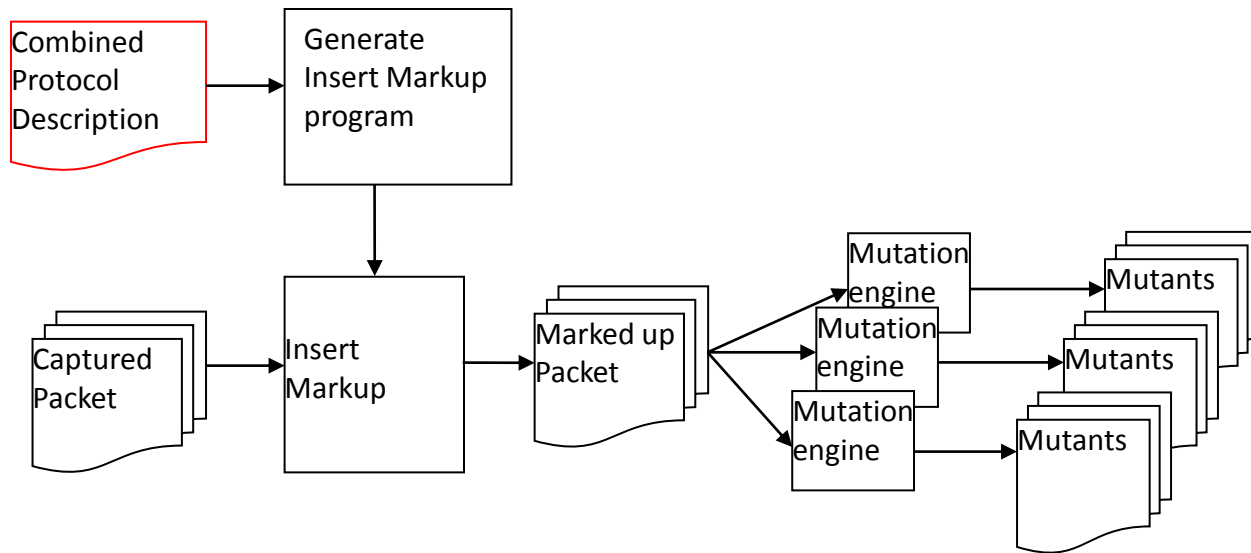 Combined
Protocol
Description
Generate
Insert Markup
program
Captured
Packet
Insert
Markup
Marked up
Packet
Mutation
engine
Mutation
engine
Mutation
engine
Mutants
Mutants
Mutants